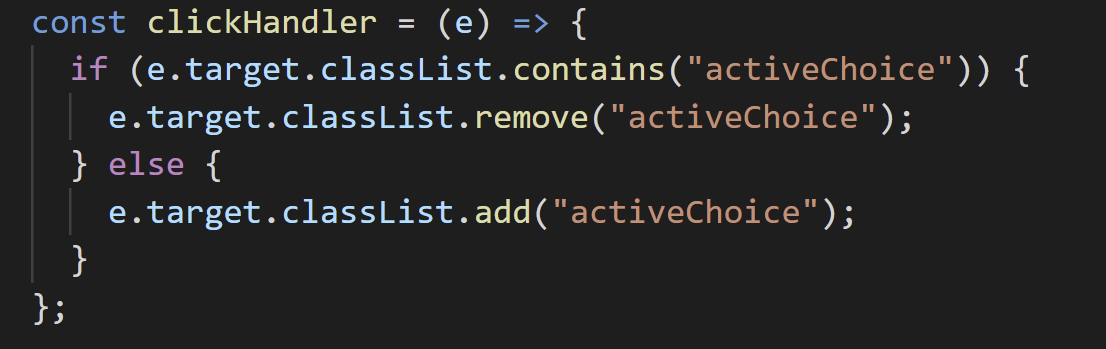 const clickHandler = (e) => {
  if (e.target.classList.contains("activeChoice")) {
    e.target.classList.remove("activeChoice");
  } else {
    e.target.classList.add("activeChoice");
  }
};